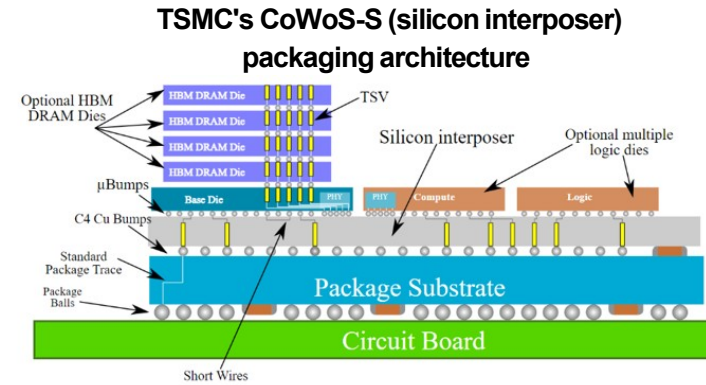 TSMC's CoWoS-S (silicon interposer)
packaging architecture
Optional HBM
DRAM Dies
HBM DRAM Die
HBM DRAM Die
HBM DRAM Die
HBM DRAM Die
TSV
Silicon interposer
Optional multiple
logic dies
µBumps
Base Die
PHY
PHY
Compute
Logic
C4 Cu Bumps
Standard
Package Trace
Package Substrate
Package
Balls
Circuit Board
Short Wires